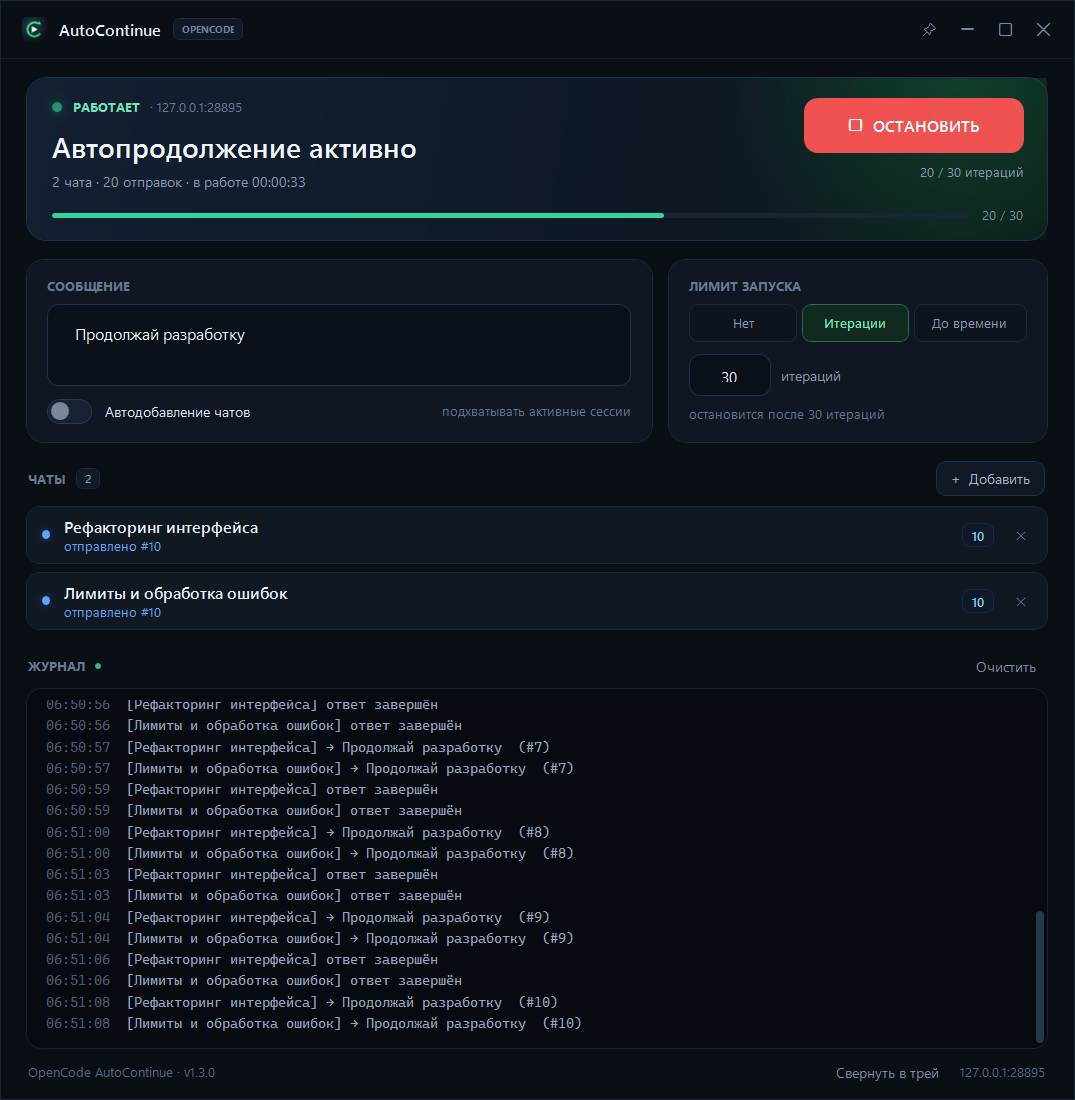 AutoContinue OPENCODE
РАБОТАЕТ · 127.0.0.1:28895
ОСТАНОВИТЬ
Автопродолжение активно
2 чата · 20 отправок · в работе 00:00:33
20 / 30 итераций
20 / 30
СООБЩЕНИЕ
Продолжай разработку
Автодобавление чатов
подхватывать активные сессии
ЛИМИТ ЗАПУСКА
Нет
Итерации
До времени
30 итераций
остановится после 30 итераций
ЧАТЫ 2
+ Добавить
Рефакторинг интерфейса
отправлено #10
10
Лимиты и обработка ошибок
отправлено #10
10
ЖУРНАЛ
Очистить
06:50:56 [Рефакторинг интерфейса] ответ завершён
06:50:56 [Лимиты и обработка ошибок] ответ завершён
06:50:57 [Рефакторинг интерфейса] → Продолжай разработку (#7)
06:50:57 [Лимиты и обработка ошибок] → Продолжай разработку (#7)
06:50:59 [Рефакторинг интерфейса] ответ завершён
06:50:59 [Лимиты и обработка ошибок] ответ завершён
06:51:00 [Рефакторинг интерфейса] → Продолжай разработку (#8)
06:51:00 [Лимиты и обработка ошибок] → Продолжай разработку (#8)
06:51:03 [Рефакторинг интерфейса] ответ завершён
06:51:03 [Лимиты и обработка ошибок] ответ завершён
06:51:04 [Рефакторинг интерфейса] → Продолжай разработку (#9)
06:51:04 [Лимиты и обработка ошибок] → Продолжай разработку (#9)
06:51:06 [Рефакторинг интерфейса] ответ завершён
06:51:06 [Лимиты и обработка ошибок] ответ завершён
06:51:08 [Рефакторинг интерфейса] → Продолжай разработку (#10)
06:51:08 [Лимиты и обработка ошибок] → Продолжай разработку (#10)
OpenCode AutoContinue · v1.3.0
Свернуть в трей
127.0.0.1:28895